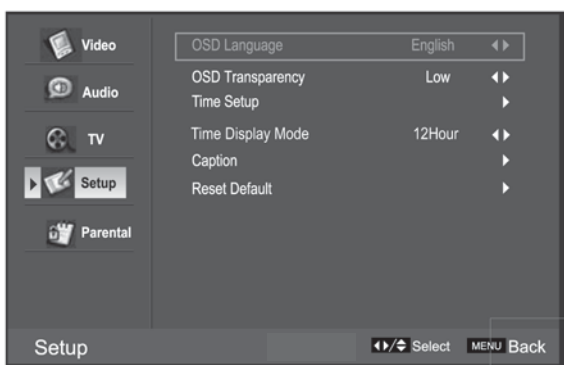 Video
Audio
TV
Setup
Parental
OSD Language English
OSD Transparency Low
Time Setup
Time Display Mode 12Hour
Caption
Reset Default
Setup Select MENU Back